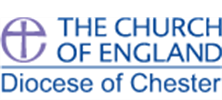 THE CHURCH
OF ENGLAND
Diocese of Chester